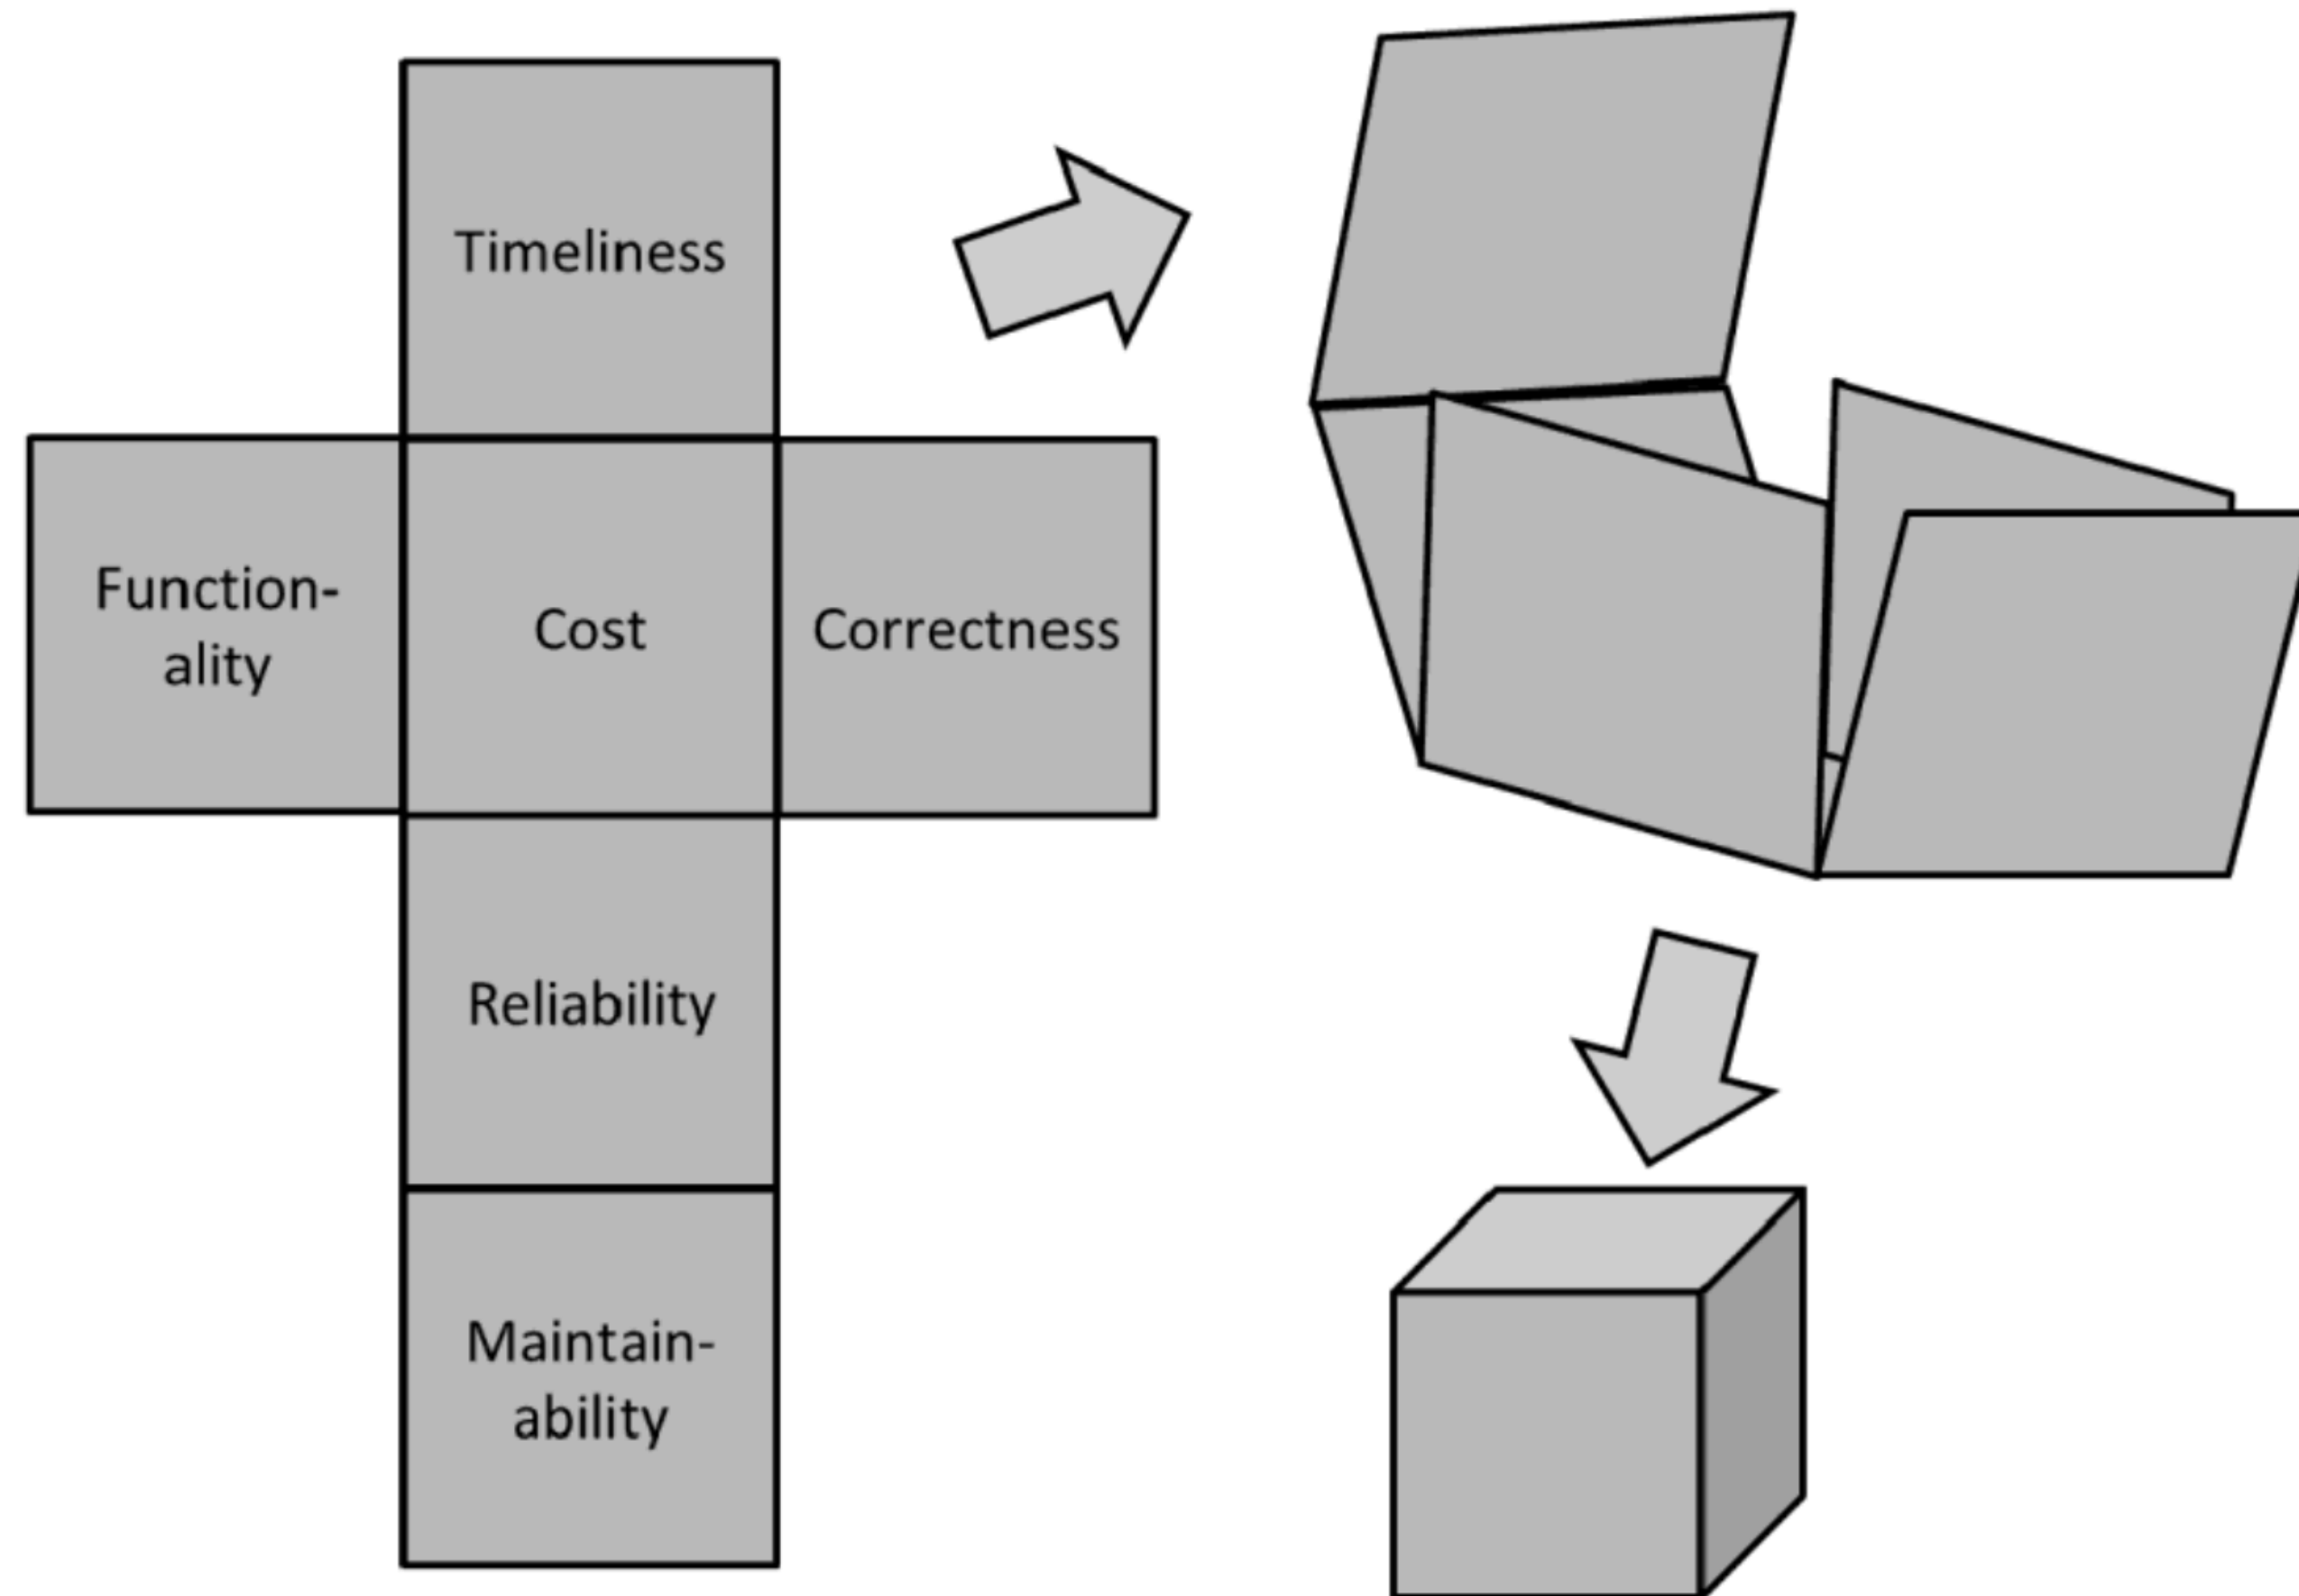 Timeliness
Function-
ality
Cost
Correctness
Reliability
Maintain-
ability